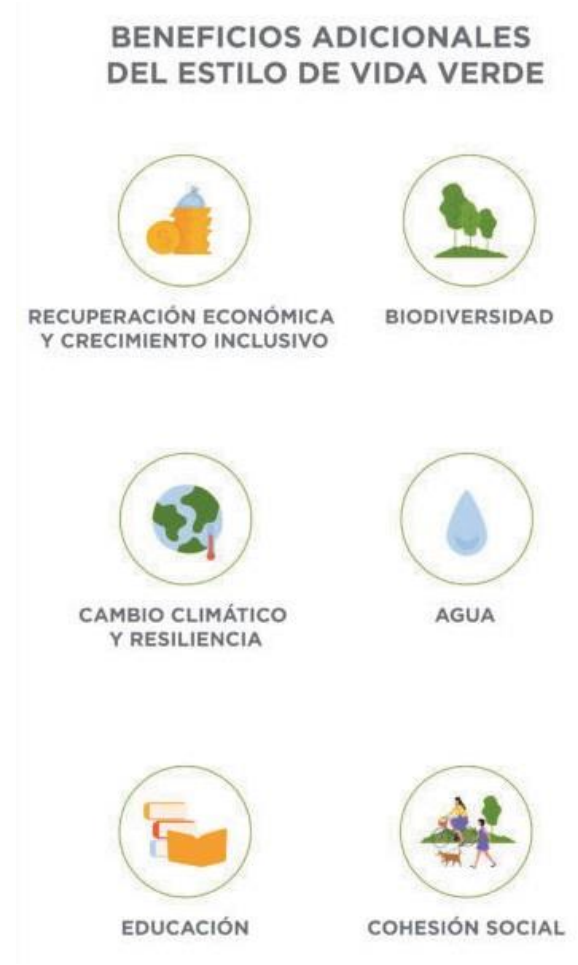 BENEFICIOS ADICIONALES
DEL ESTILO DE VIDA VERDE
RECUPERACIÓN ECONÓMICA
Y CRECIMIENTO INCLUSIVO
BIODIVERSIDAD
CAMBIO CLIMÁTICO
Y RESILIENCIA
AGUA
EDUCACIÓN
COHESIÓN SOCIAL